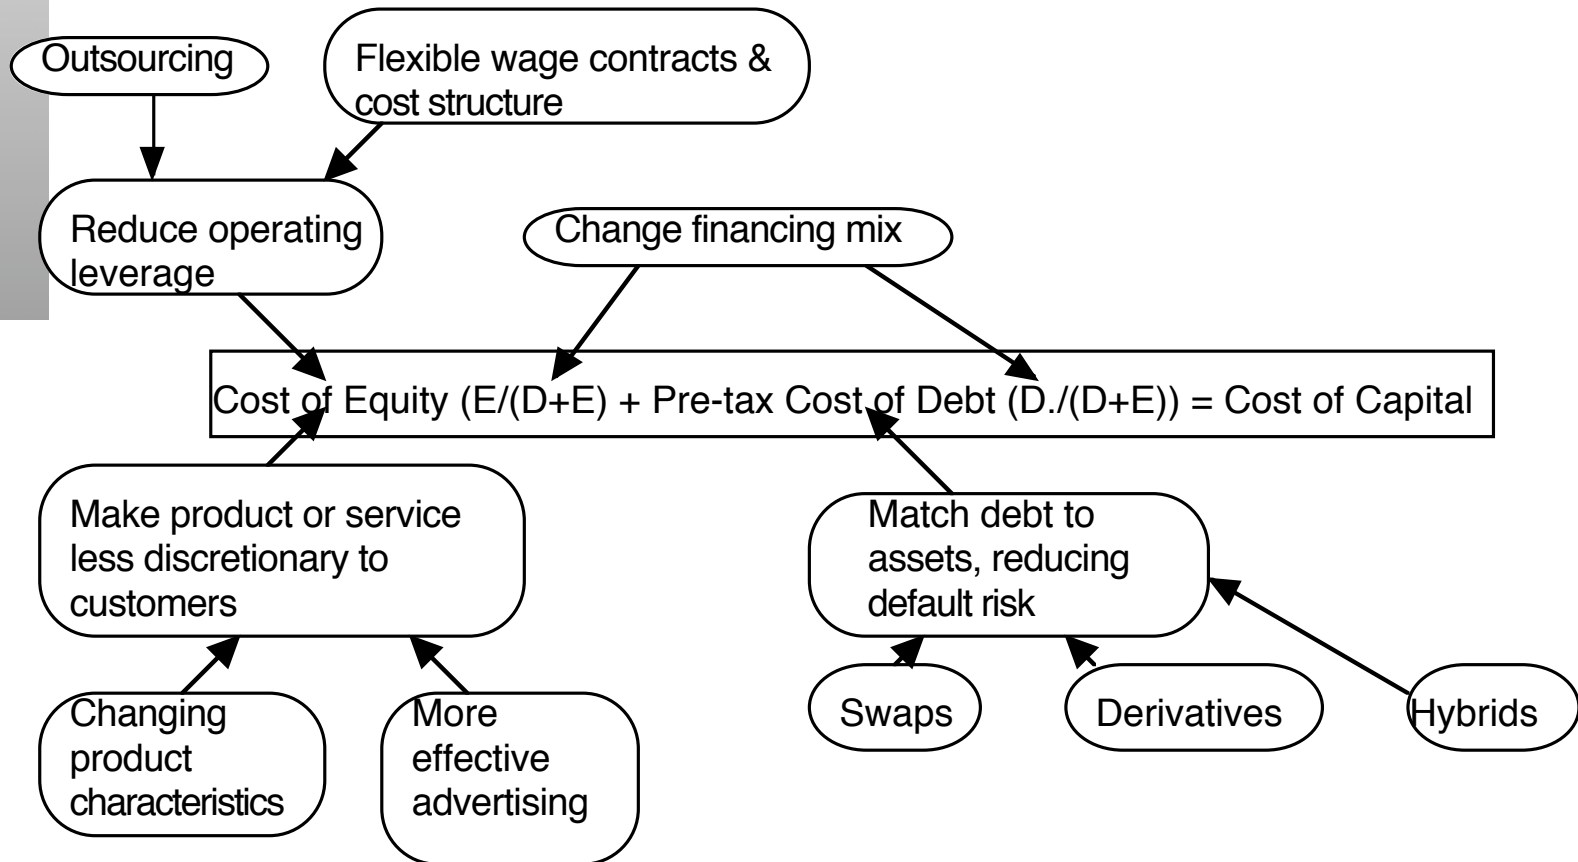 Outsourcing
Flexible wage contracts &
cost structure
Reduce operating
leverage
Change financing mix
Cost of Equity (E/(D+E) + Pre-tax Cost of Debt (D./(D+E)) = Cost of Capital
Make product or service
less discretionary to
customers
Match debt to
assets, reducing
default risk
Changing
product
characteristics
More
effective
advertising
Swaps
Derivatives
Hybrids